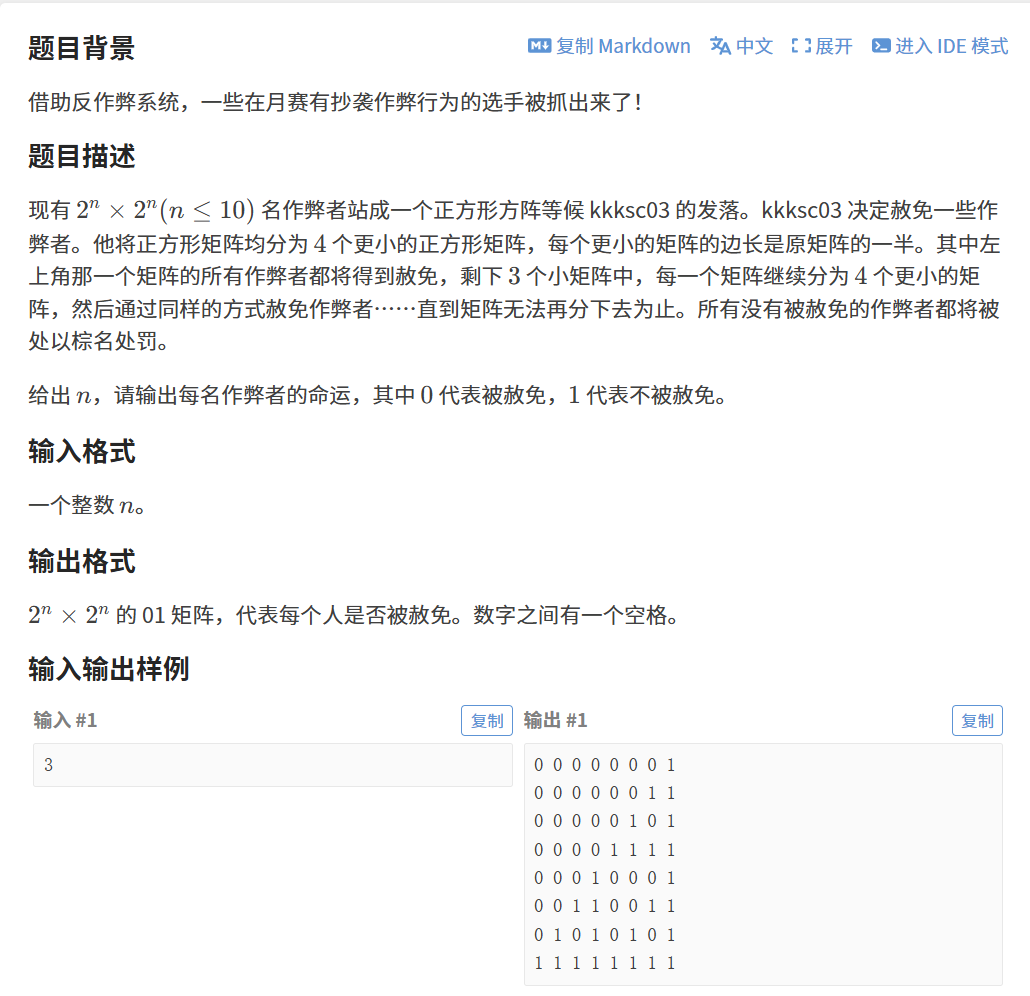 题目背景
复制 Markdown 中文 展开 进入 IDE 模式
借助反作弊系统，一些在月赛有抄袭作弊行为的选手被抓出来了！
题目描述
现有 2ⁿ × 2ⁿ(n ≤ 10) 名作弊者站成一个正方形方阵等候 kkksc03 的发落。kkksc03 决定赦免一些作
弊者。他将正方形矩阵均分为 4 个更小的正方形矩阵，每个更小的矩阵的边长是原矩阵的一半。其中左
上角那一个矩阵的所有作弊者都将得到赦免，剩下 3 个小矩阵中，每一个矩阵继续分为 4 个更小的矩
阵，然后通过同样的方式赦免作弊者……直到矩阵无法再分下去为止。所有没有被赦免的作弊者都将被
处以棕名处罚。
给出 n，请输出每名作弊者的命运，其中 0 代表被赦免，1 代表不被赦免。
输入格式
一个整数 n。
输出格式
2ⁿ × 2ⁿ 的 01 矩阵，代表每个人是否被赦免。数字之间有一个空格。
输入输出样例
输入 #1 复制
3
输出 #1 复制
0 0 0 0 0 0 0 1
0 0 0 0 0 0 1 1
0 0 0 0 0 1 0 1
0 0 0 0 1 1 1 1
0 0 0 1 0 0 0 1
0 0 1 1 0 0 1 1
0 1 0 1 0 1 0 1
1 1 1 1 1 1 1 1